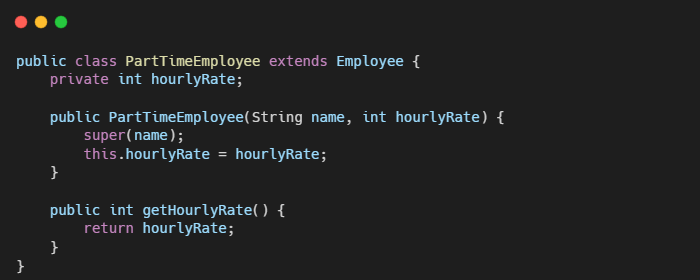 public class PartTimeEmployee extends Employee {
    private int hourlyRate;

    public PartTimeEmployee(String name, int hourlyRate) {
        super(name);
        this.hourlyRate = hourlyRate;
    }

    public int getHourlyRate() {
        return hourlyRate;
    }
}